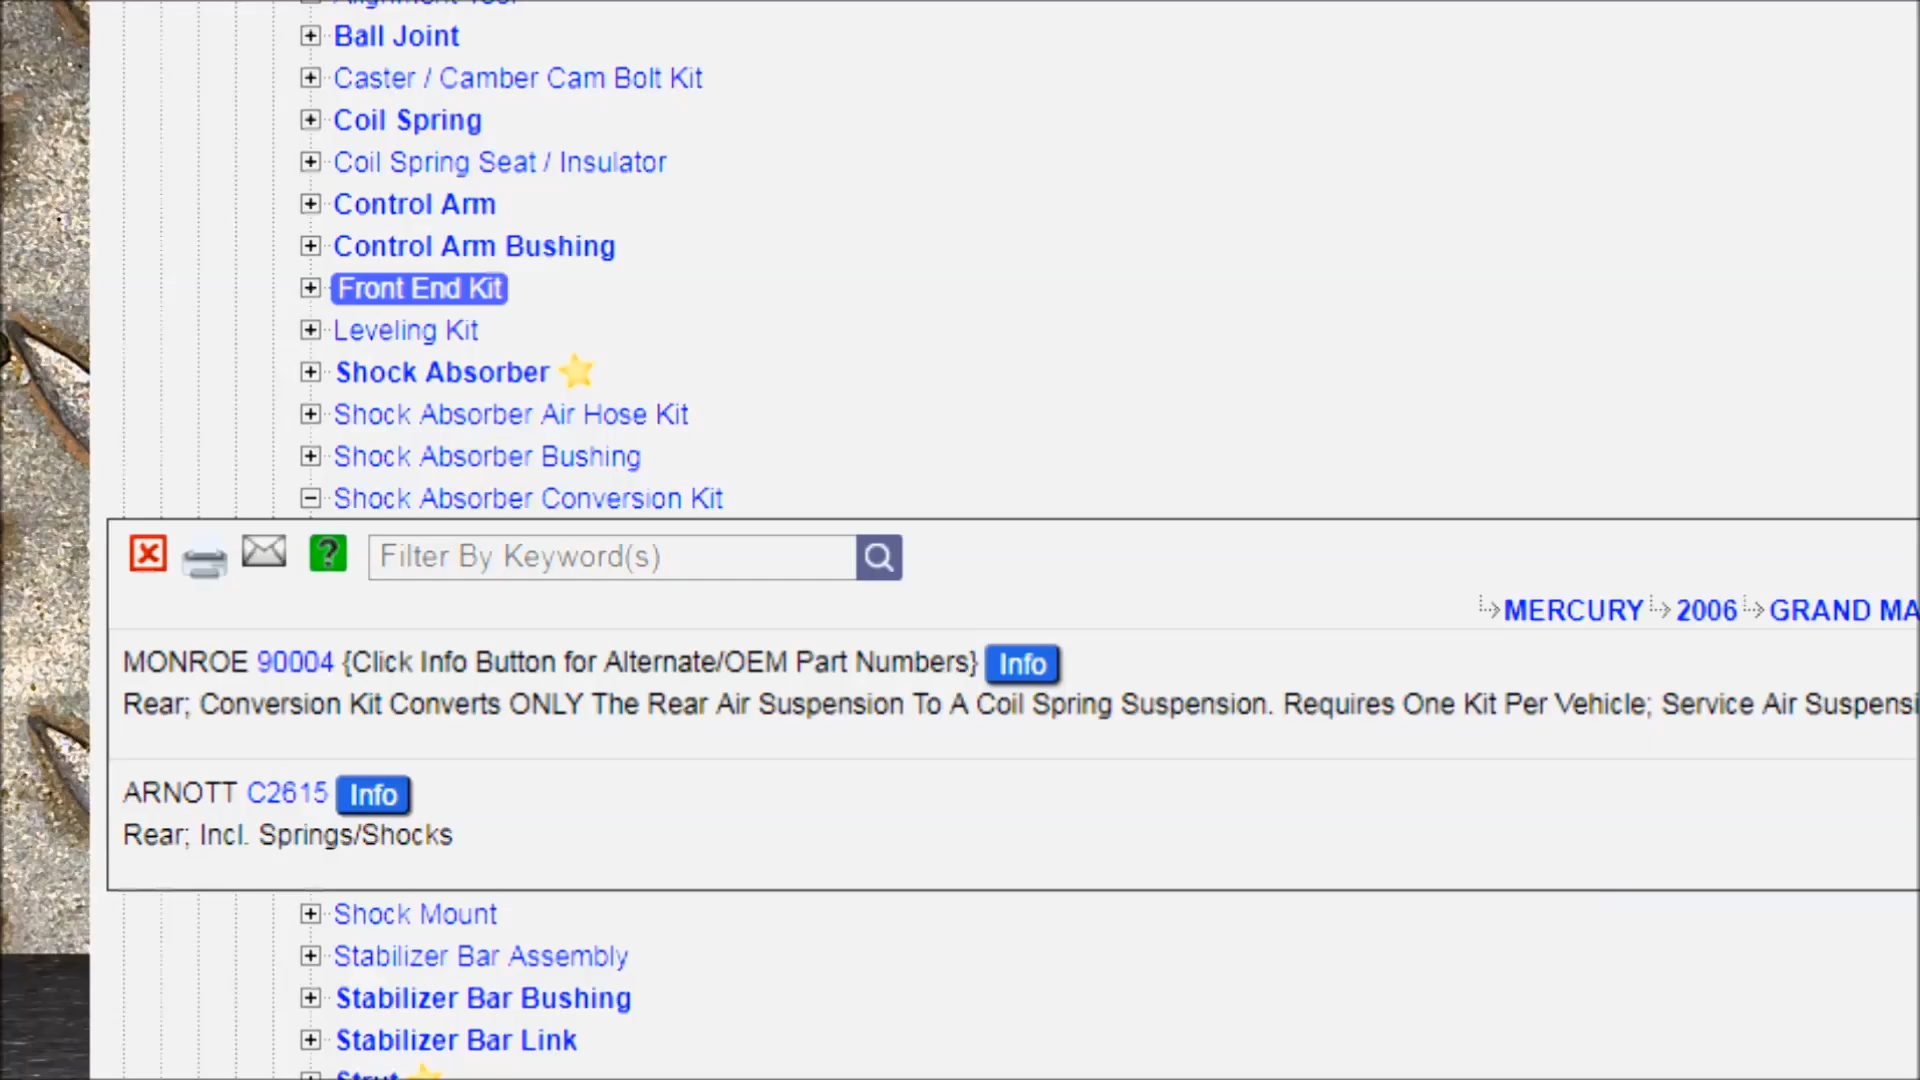 Alignment Tool
Ball Joint
Caster / Camber Cam Bolt Kit
Coil Spring
Coil Spring Seat / Insulator
Control Arm
Control Arm Bushing
Front End Kit
Leveling Kit
Shock Absorber
Shock Absorber Air Hose Kit
Shock Absorber Bushing
Shock Absorber Conversion Kit
Filter By Keyword(s)
MERCURY 2006 GRAND MA
MONROE 90004 {Click Info Button for Alternate/OEM Part Numbers} Info
Rear; Conversion Kit Converts ONLY The Rear Air Suspension To A Coil Spring Suspension. Requires One Kit Per Vehicle; Service Air Suspensi
ARNOTT C2615 Info
Rear; Incl. Springs/Shocks
Shock Mount
Stabilizer Bar Assembly
Stabilizer Bar Bushing
Stabilizer Bar Link
Strut